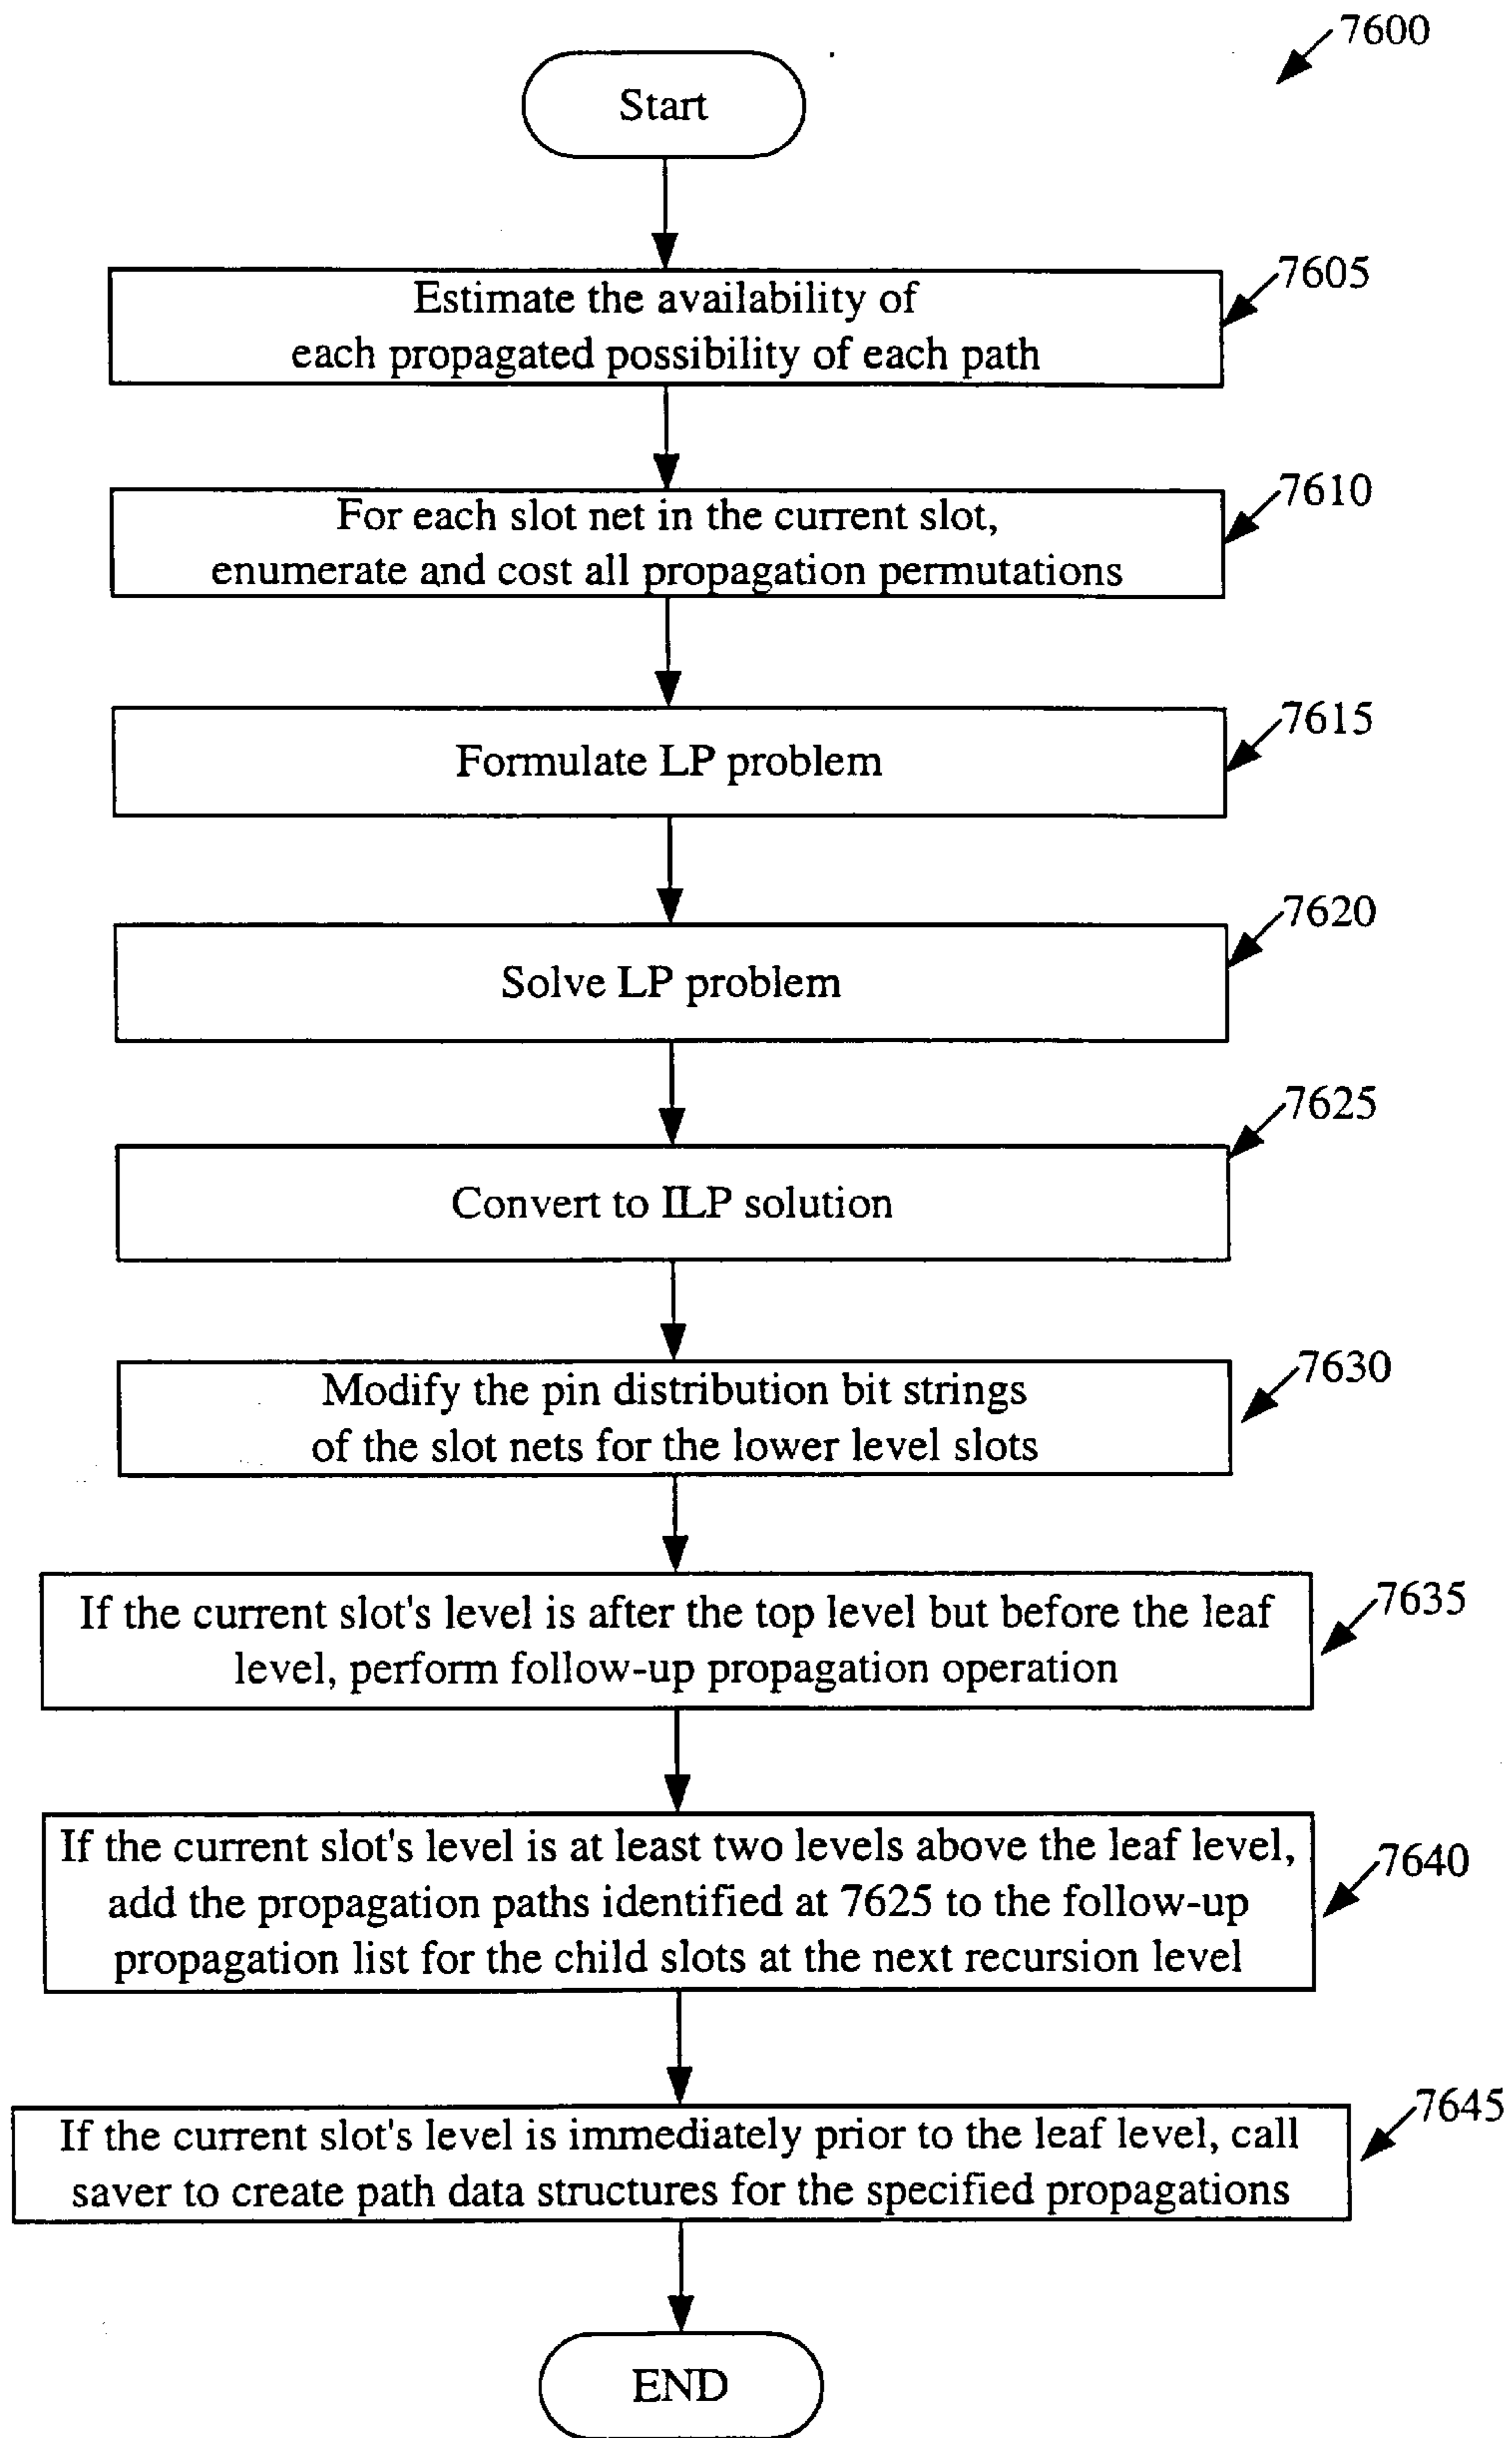 7600
Start
7605
Estimate the availability of
each propagated possibility of each path
7610
For each slot net in the current slot,
enumerate and cost all propagation permutations
7615
Formulate LP problem
7620
Solve LP problem
7625
Convert to ILP solution
7630
Modify the pin distribution bit strings
of the slot nets for the lower level slots
7635
If the current slot's level is after the top level but before the leaf
level, perform follow-up propagation operation
7640
If the current slot's level is at least two levels above the leaf level,
add the propagation paths identified at 7625 to the follow-up
propagation list for the child slots at the next recursion level
7645
If the current slot's level is immediately prior to the leaf level, call
saver to create path data structures for the specified propagations
END